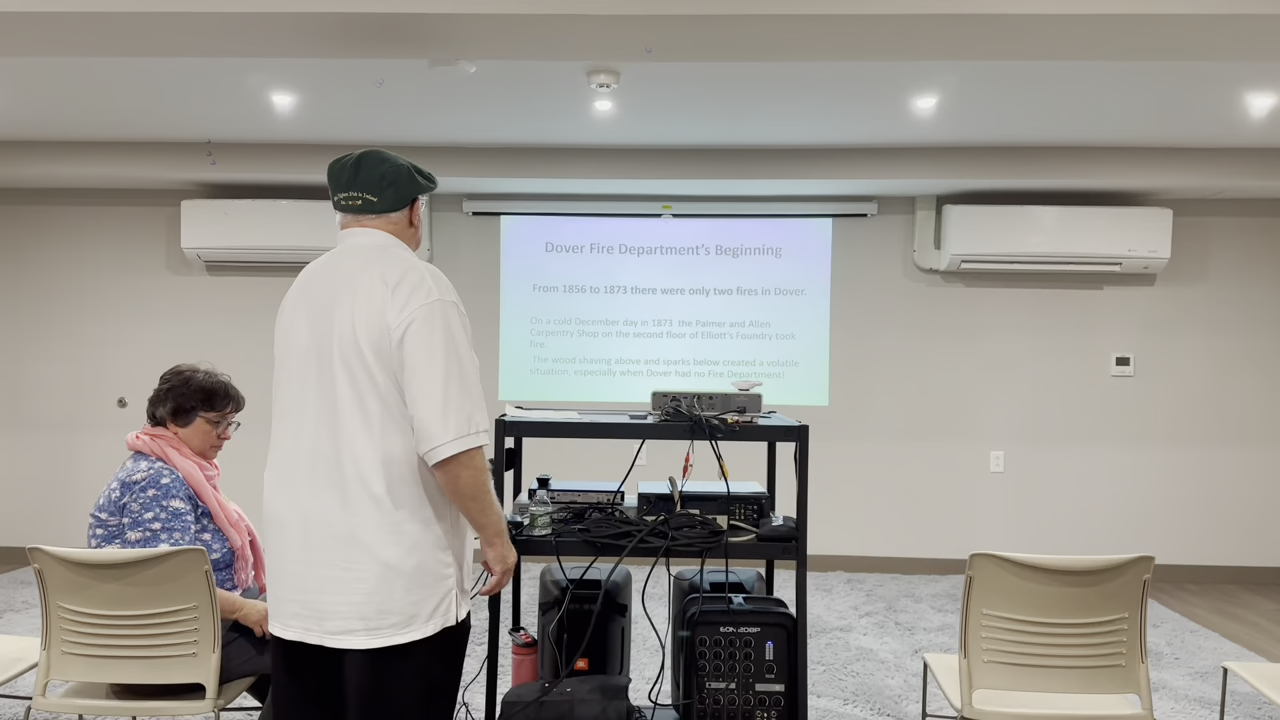 Dover Fire Department's Beginning
From 1856 to 1873 there were only two fires in Dover.
On a cold December day in 1873 the Palmer and Allen
Carpentry Shop on the second floor of Elliott's Foundry took
fire.
The wood shaving above and sparks below created a volatile
situation, especially when Dover had no Fire Department!
EON 208P
JBL